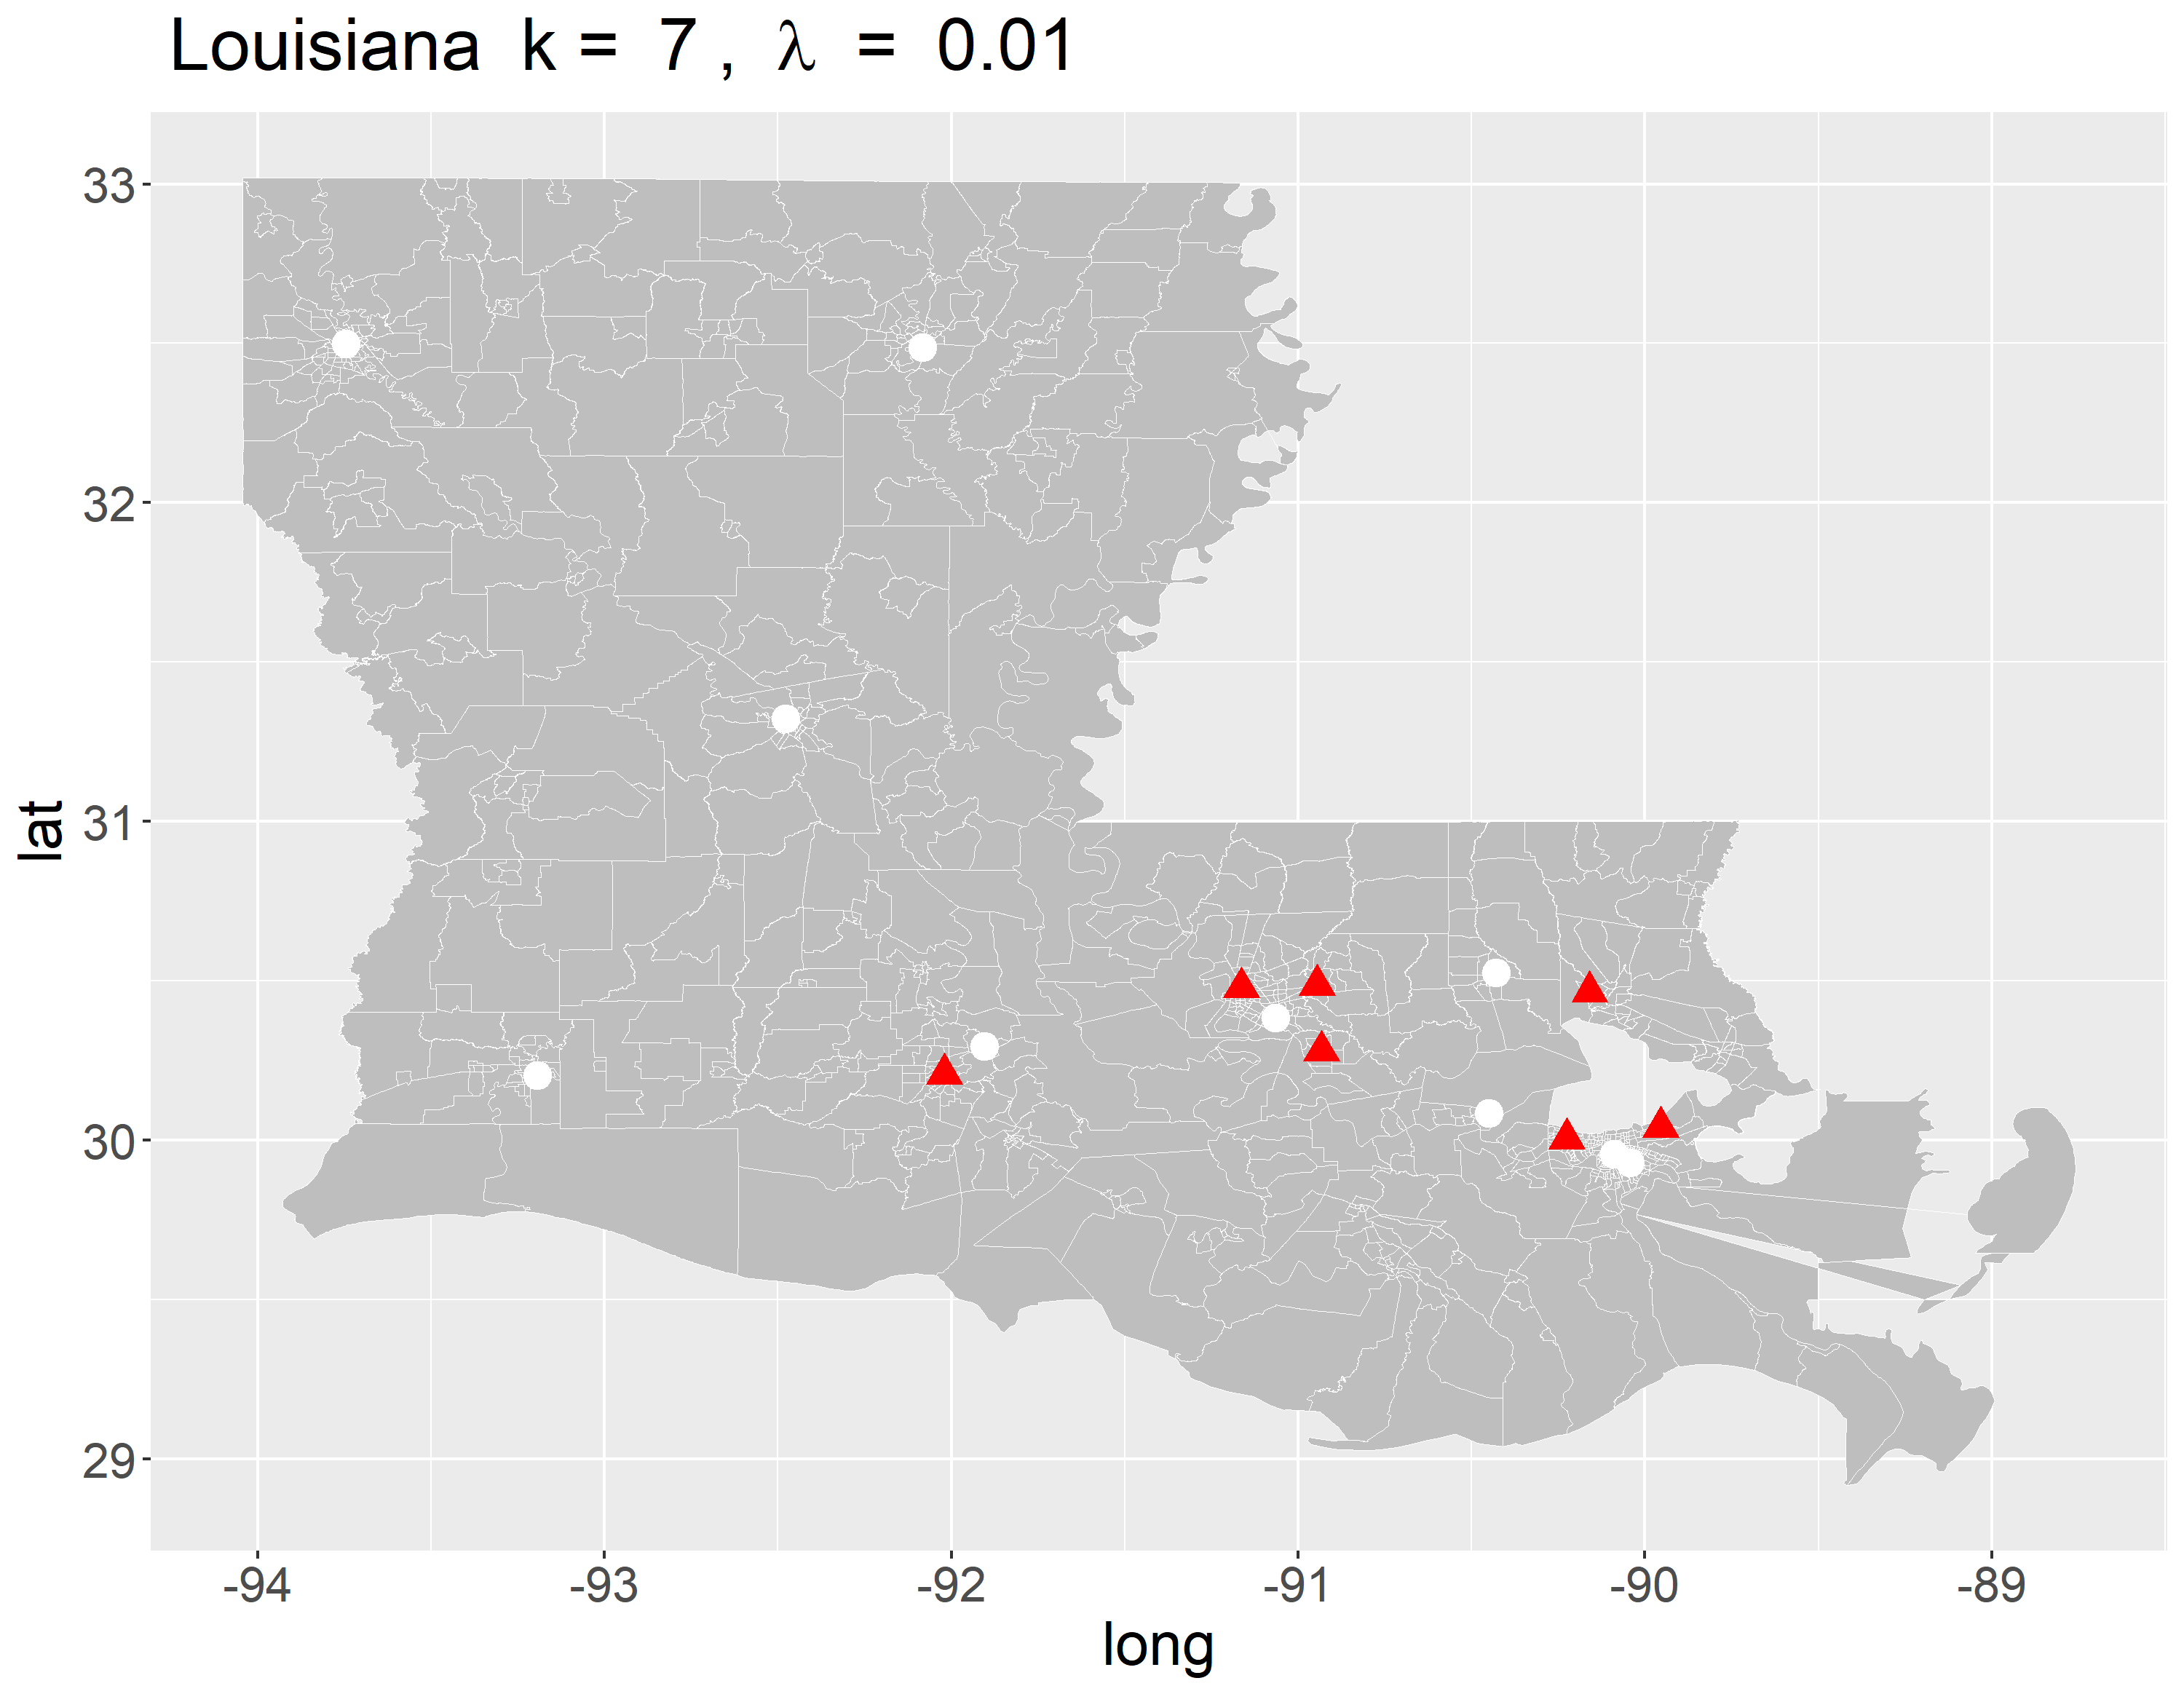 Louisiana k = 7 , λ = 0.01
33
32
31
30
29
lat
-94 -93 -92 -91 -90 -89
long